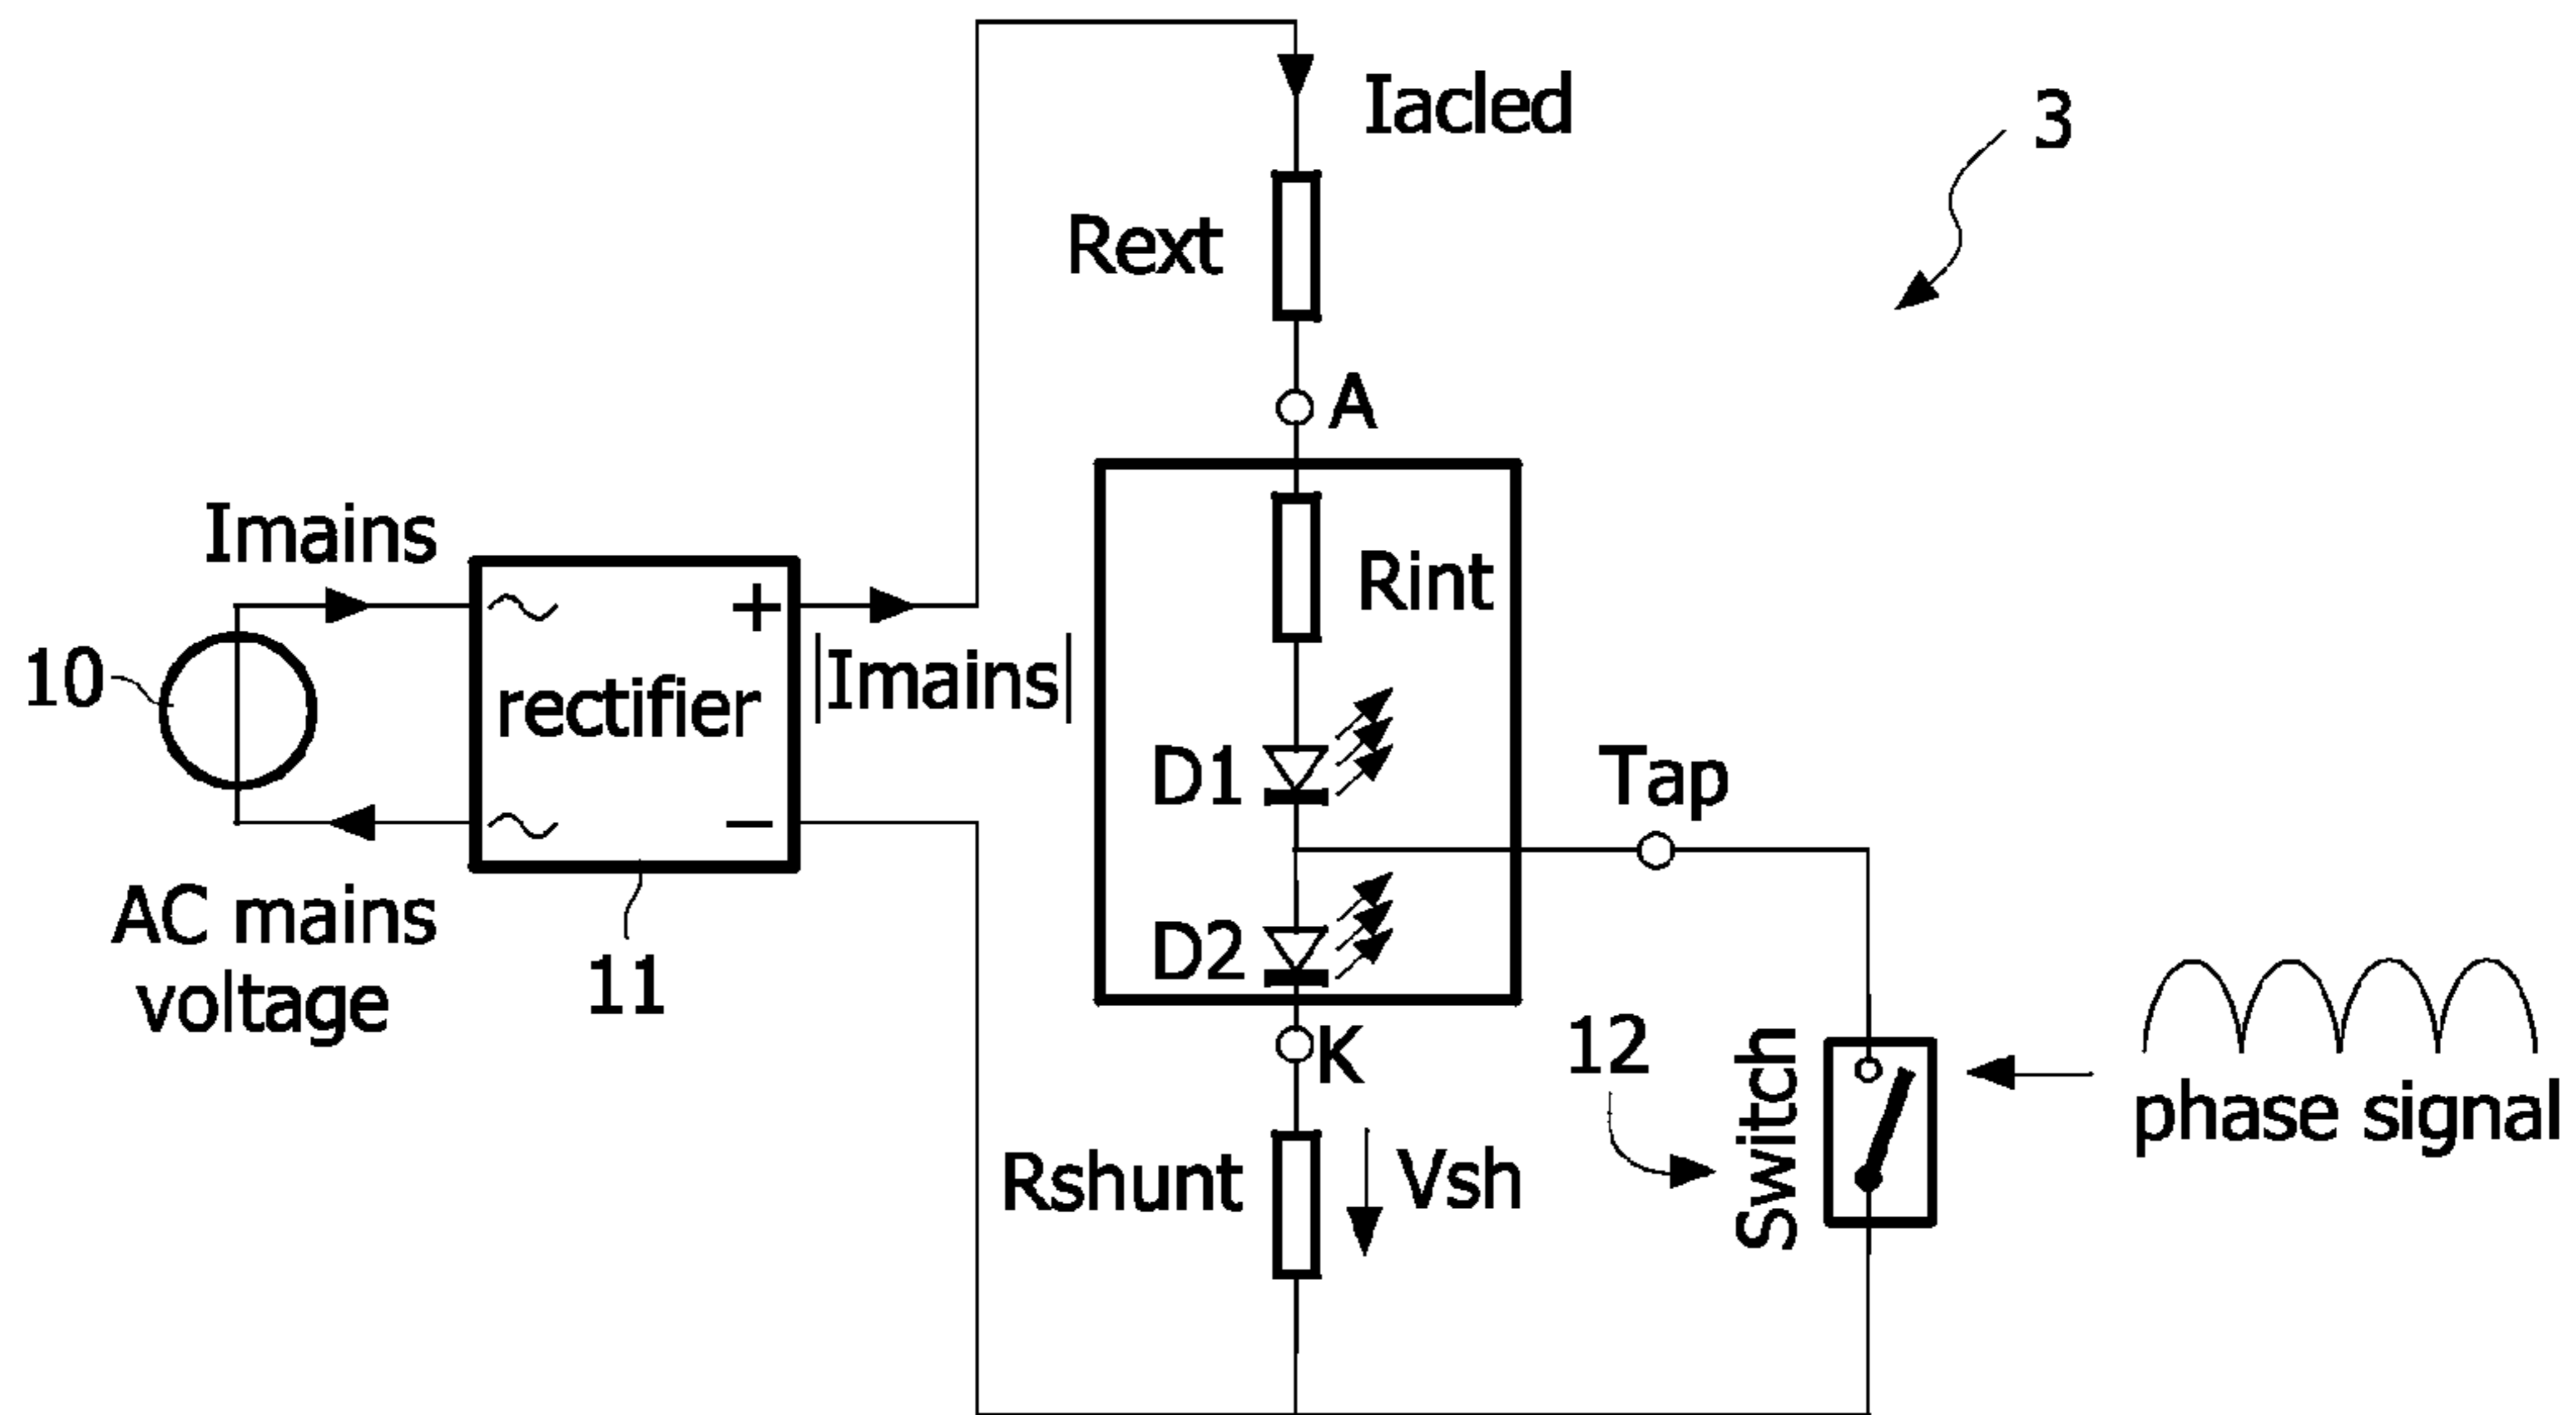 Iacled
3
Rext
A
Imains
Rint
10
rectifier
+
|Imains|
−
D1
Tap
AC mains
voltage
11
D2
K
12
Switch
phase signal
Rshunt
Vsh